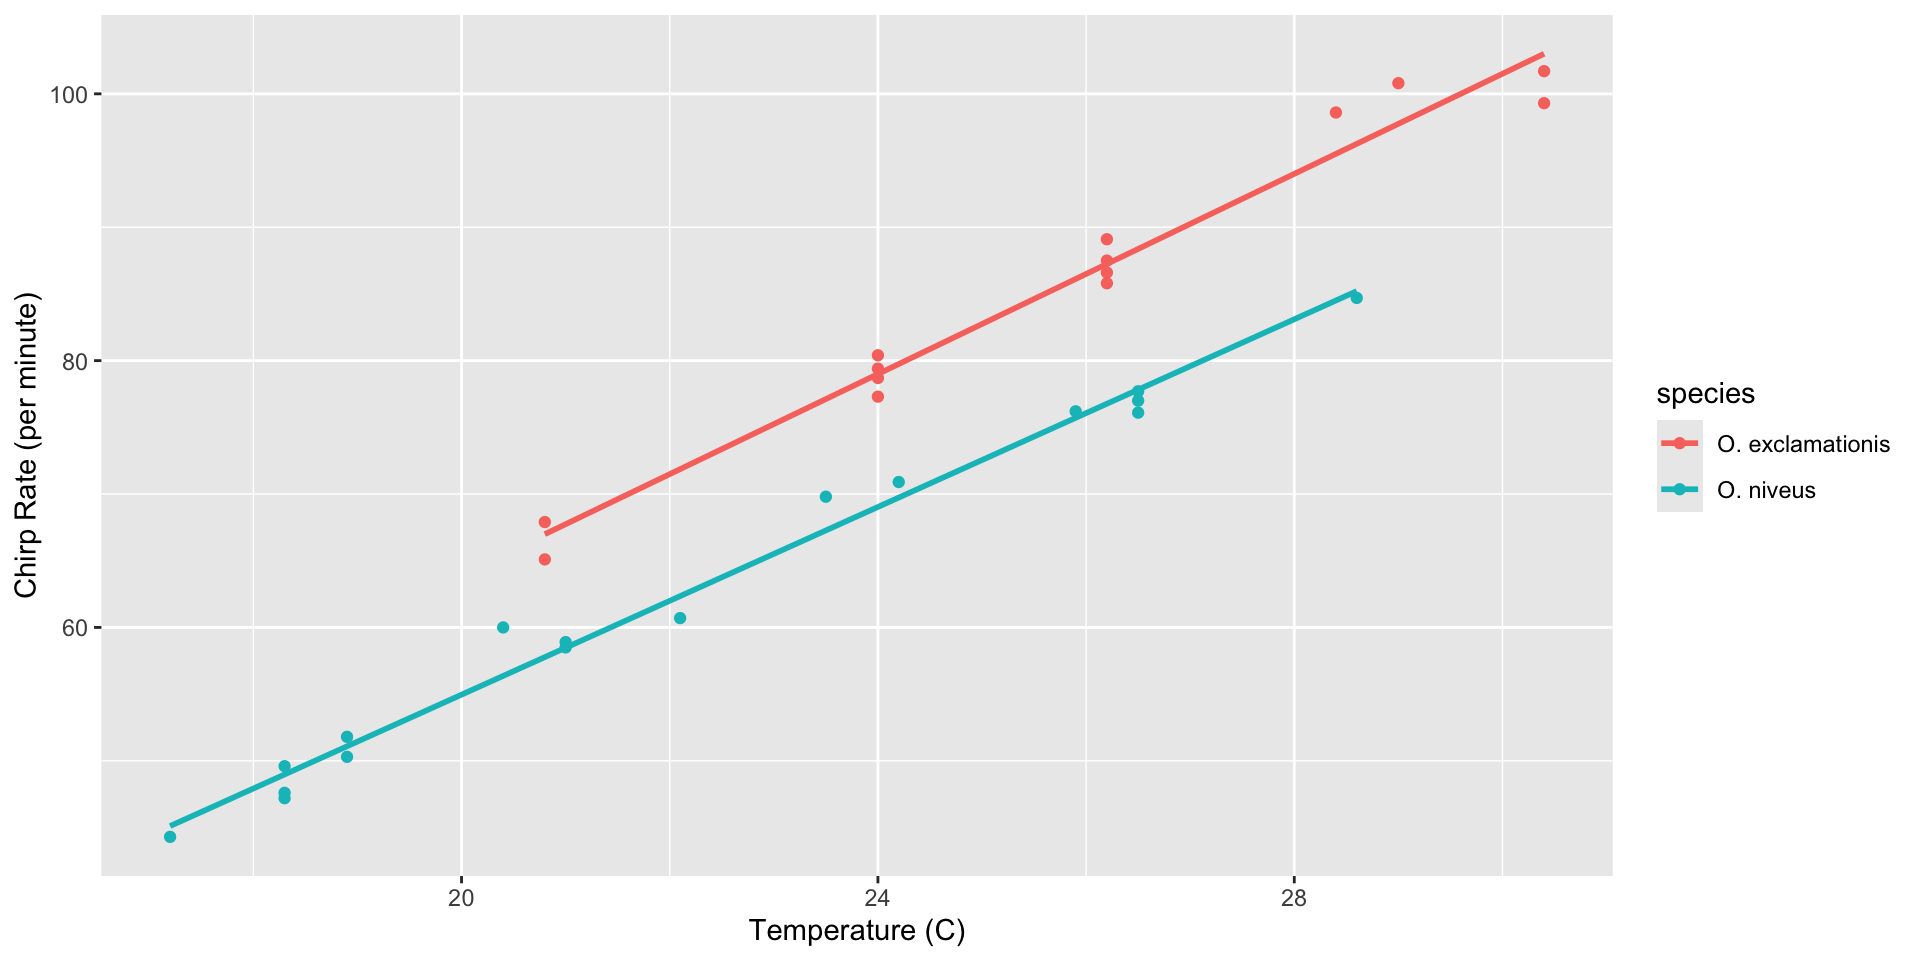 Chirp Rate (per minute)
100
80
60
20 24 28
Temperature (C)
species
O. exclamationis
O. niveus